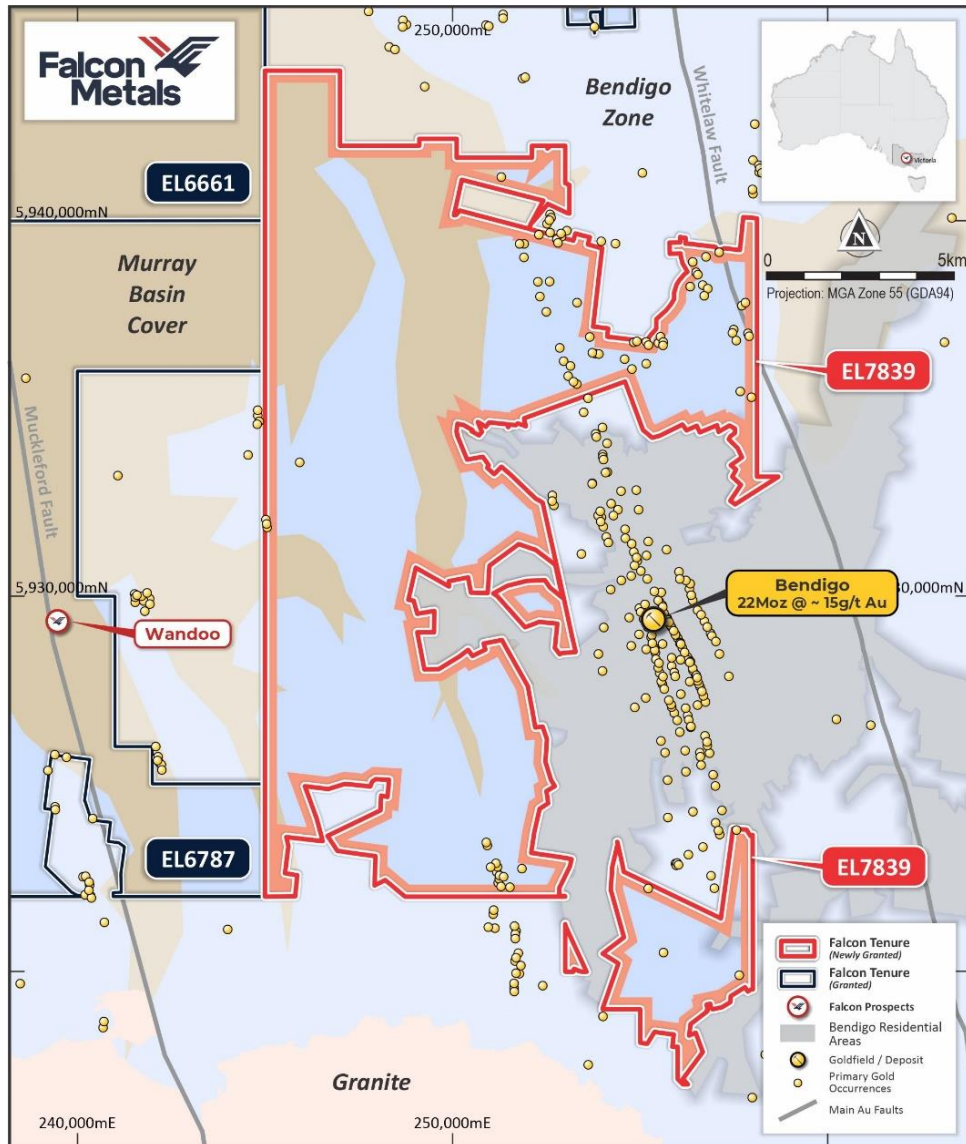 Falcon
Metals
250,000mE
Bendigo
Zone
Whitelaw Fault
Victoria
EL6661
5,940,000mN
Murray
Basin
Cover
N
0
5km
Projection: MGA Zone 55 (GDA94)
EL7839
Muckleford Fault
5,930,000mN
Bendigo
22Moz @ ~ 15g/t Au
30,000mN
Wandoo
EL6787
EL7839
Falcon Tenure
(Newly Granted)
Falcon Tenure
(Granted)
Falcon Prospects
Bendigo Residential
Areas
Goldfield / Deposit
Primary Gold
Occurrences
Main Au Faults
Granite
240,000mE
250,000mE